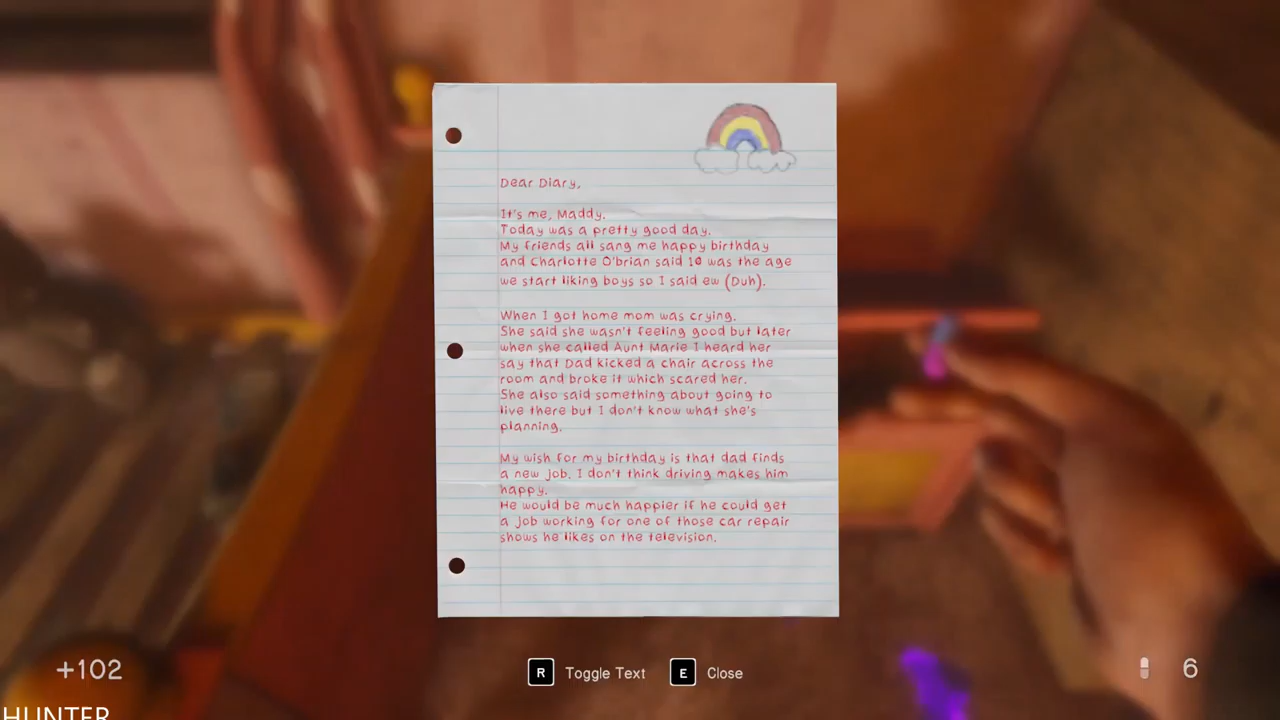 Dear Diary,
It's me, Maddy.
Today was a pretty good day.
My friends all sang me happy birthday
and Charlotte O'brian said 10 was the age
we start liking boys so I said ew (Duh).
When I got home mom was crying.
She said she wasn't feeling good but later
when she called Aunt Marie I heard her
say that Dad kicked a chair across the
room and broke it which scared her.
She also said something about going to
live there but I don't know what she's
planning.
My wish for my birthday is that dad finds
a new job. I don't think driving makes him
happy.
He would be much happier if he could get
a job working for one of those car repair
shows he likes on the television.
+102
R Toggle Text E Close
6
HUNTER